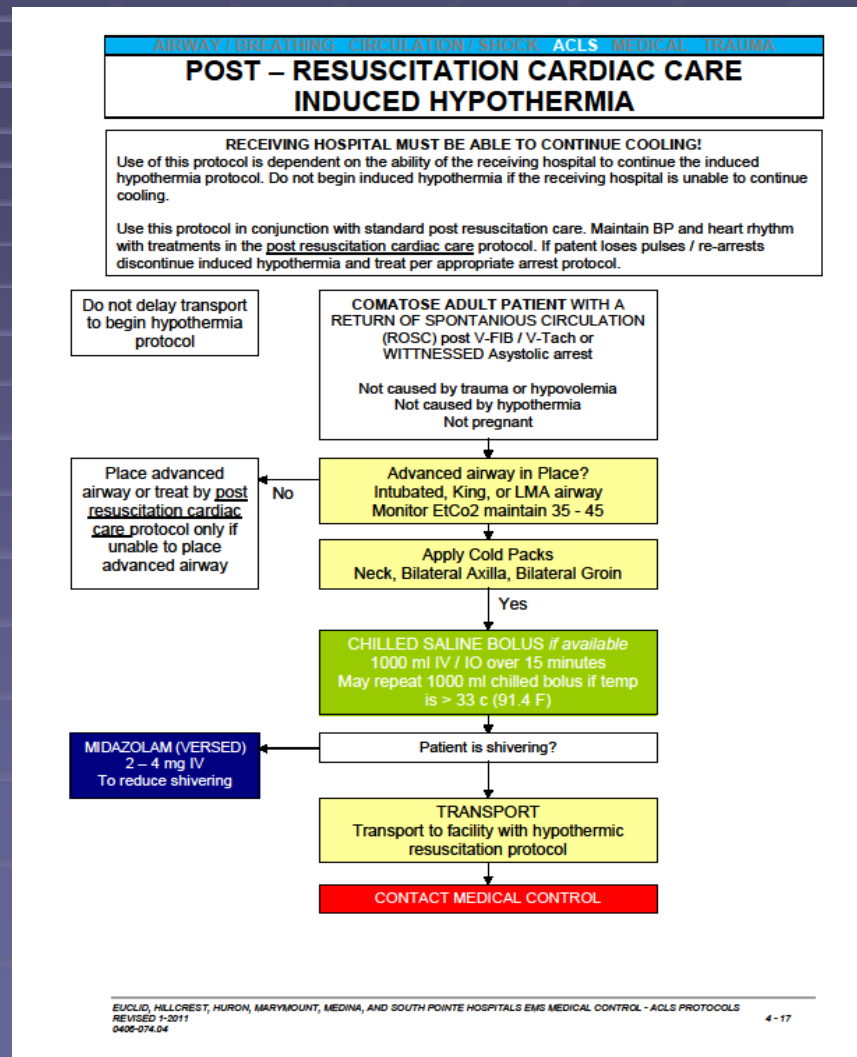 AIRWAY / BREATHING CIRCULATION / SHOCK ACLS MEDICAL TRAUMA
POST – RESUSCITATION CARDIAC CARE
INDUCED HYPOTHERMIA
RECEIVING HOSPITAL MUST BE ABLE TO CONTINUE COOLING!
Use of this protocol is dependent on the ability of the receiving hospital to continue the induced
hypothermia protocol. Do not begin induced hypothermia if the receiving hospital is unable to continue
cooling.
Use this protocol in conjunction with standard post resuscitation care. Maintain BP and heart rhythm
with treatments in the post resuscitation cardiac care protocol. If patent loses pulses / re-arrests
discontinue induced hypothermia and treat per appropriate arrest protocol.
Do not delay transport
to begin hypothermia
protocol
COMATOSE ADULT PATIENT WITH A
RETURN OF SPONTANIOUS CIRCULATION
(ROSC) post V-FIB / V-Tach or
WITNESSED Asystolic arrest
Not caused by trauma or hypovolemia
Not caused by hypothermia
Not pregnant
Place advanced
airway or treat by post
resuscitation cardiac
care protocol only if
unable to place
advanced airway
No
Advanced airway in Place?
Intubated, King, or LMA airway
Monitor EtCo2 maintain 35 - 45
Apply Cold Packs
Neck, Bilateral Axilla, Bilateral Groin
Yes
CHILLED SALINE BOLUS if available
1000 ml IV / IO over 15 minutes
May repeat 1000 ml chilled bolus if temp
is > 33 c (91.4 F)
MIDAZOLAM (VERSED)
2 – 4 mg IV
To reduce shivering
Patient is shivering?
TRANSPORT
Transport to facility with hypothermic
resuscitation protocol
CONTACT MEDICAL CONTROL
EUCLID, HILLCREST, HURON, MARYMOUNT, MEDINA, AND SOUTH POINTE HOSPITALS EMS MEDICAL CONTROL - ACLS PROTOCOLS
REVISED 1-2011 4 - 17
0406-074.04